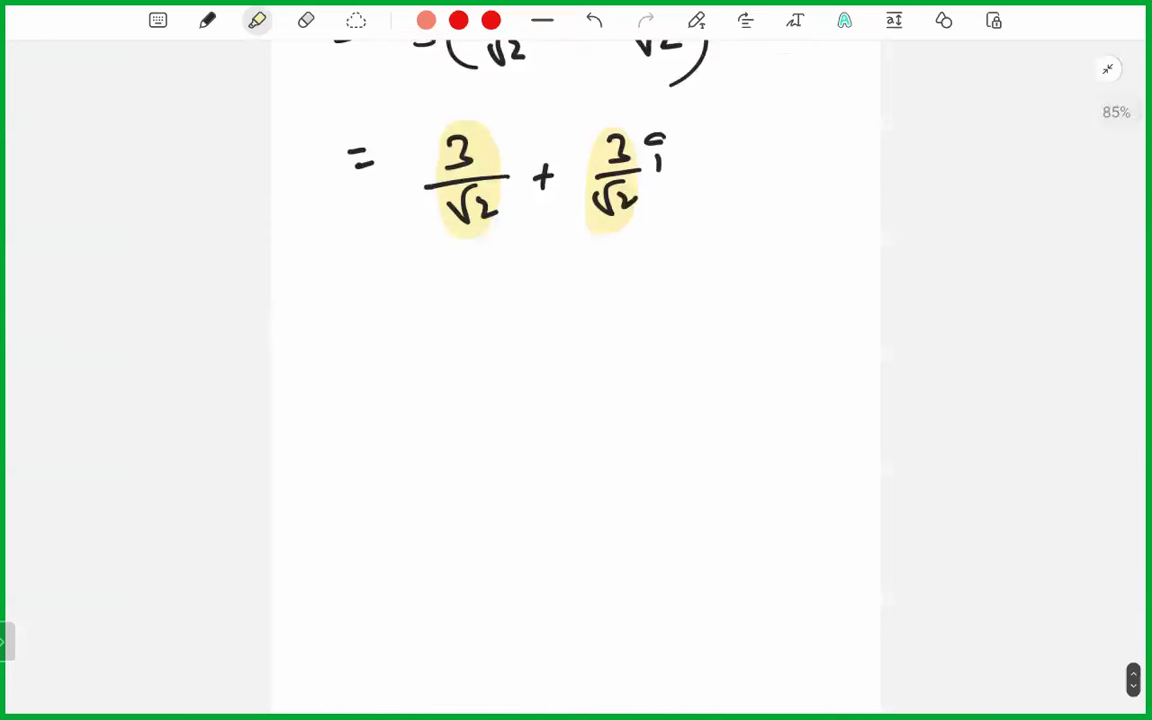 = 3/√2 + 3/√2 i
85%